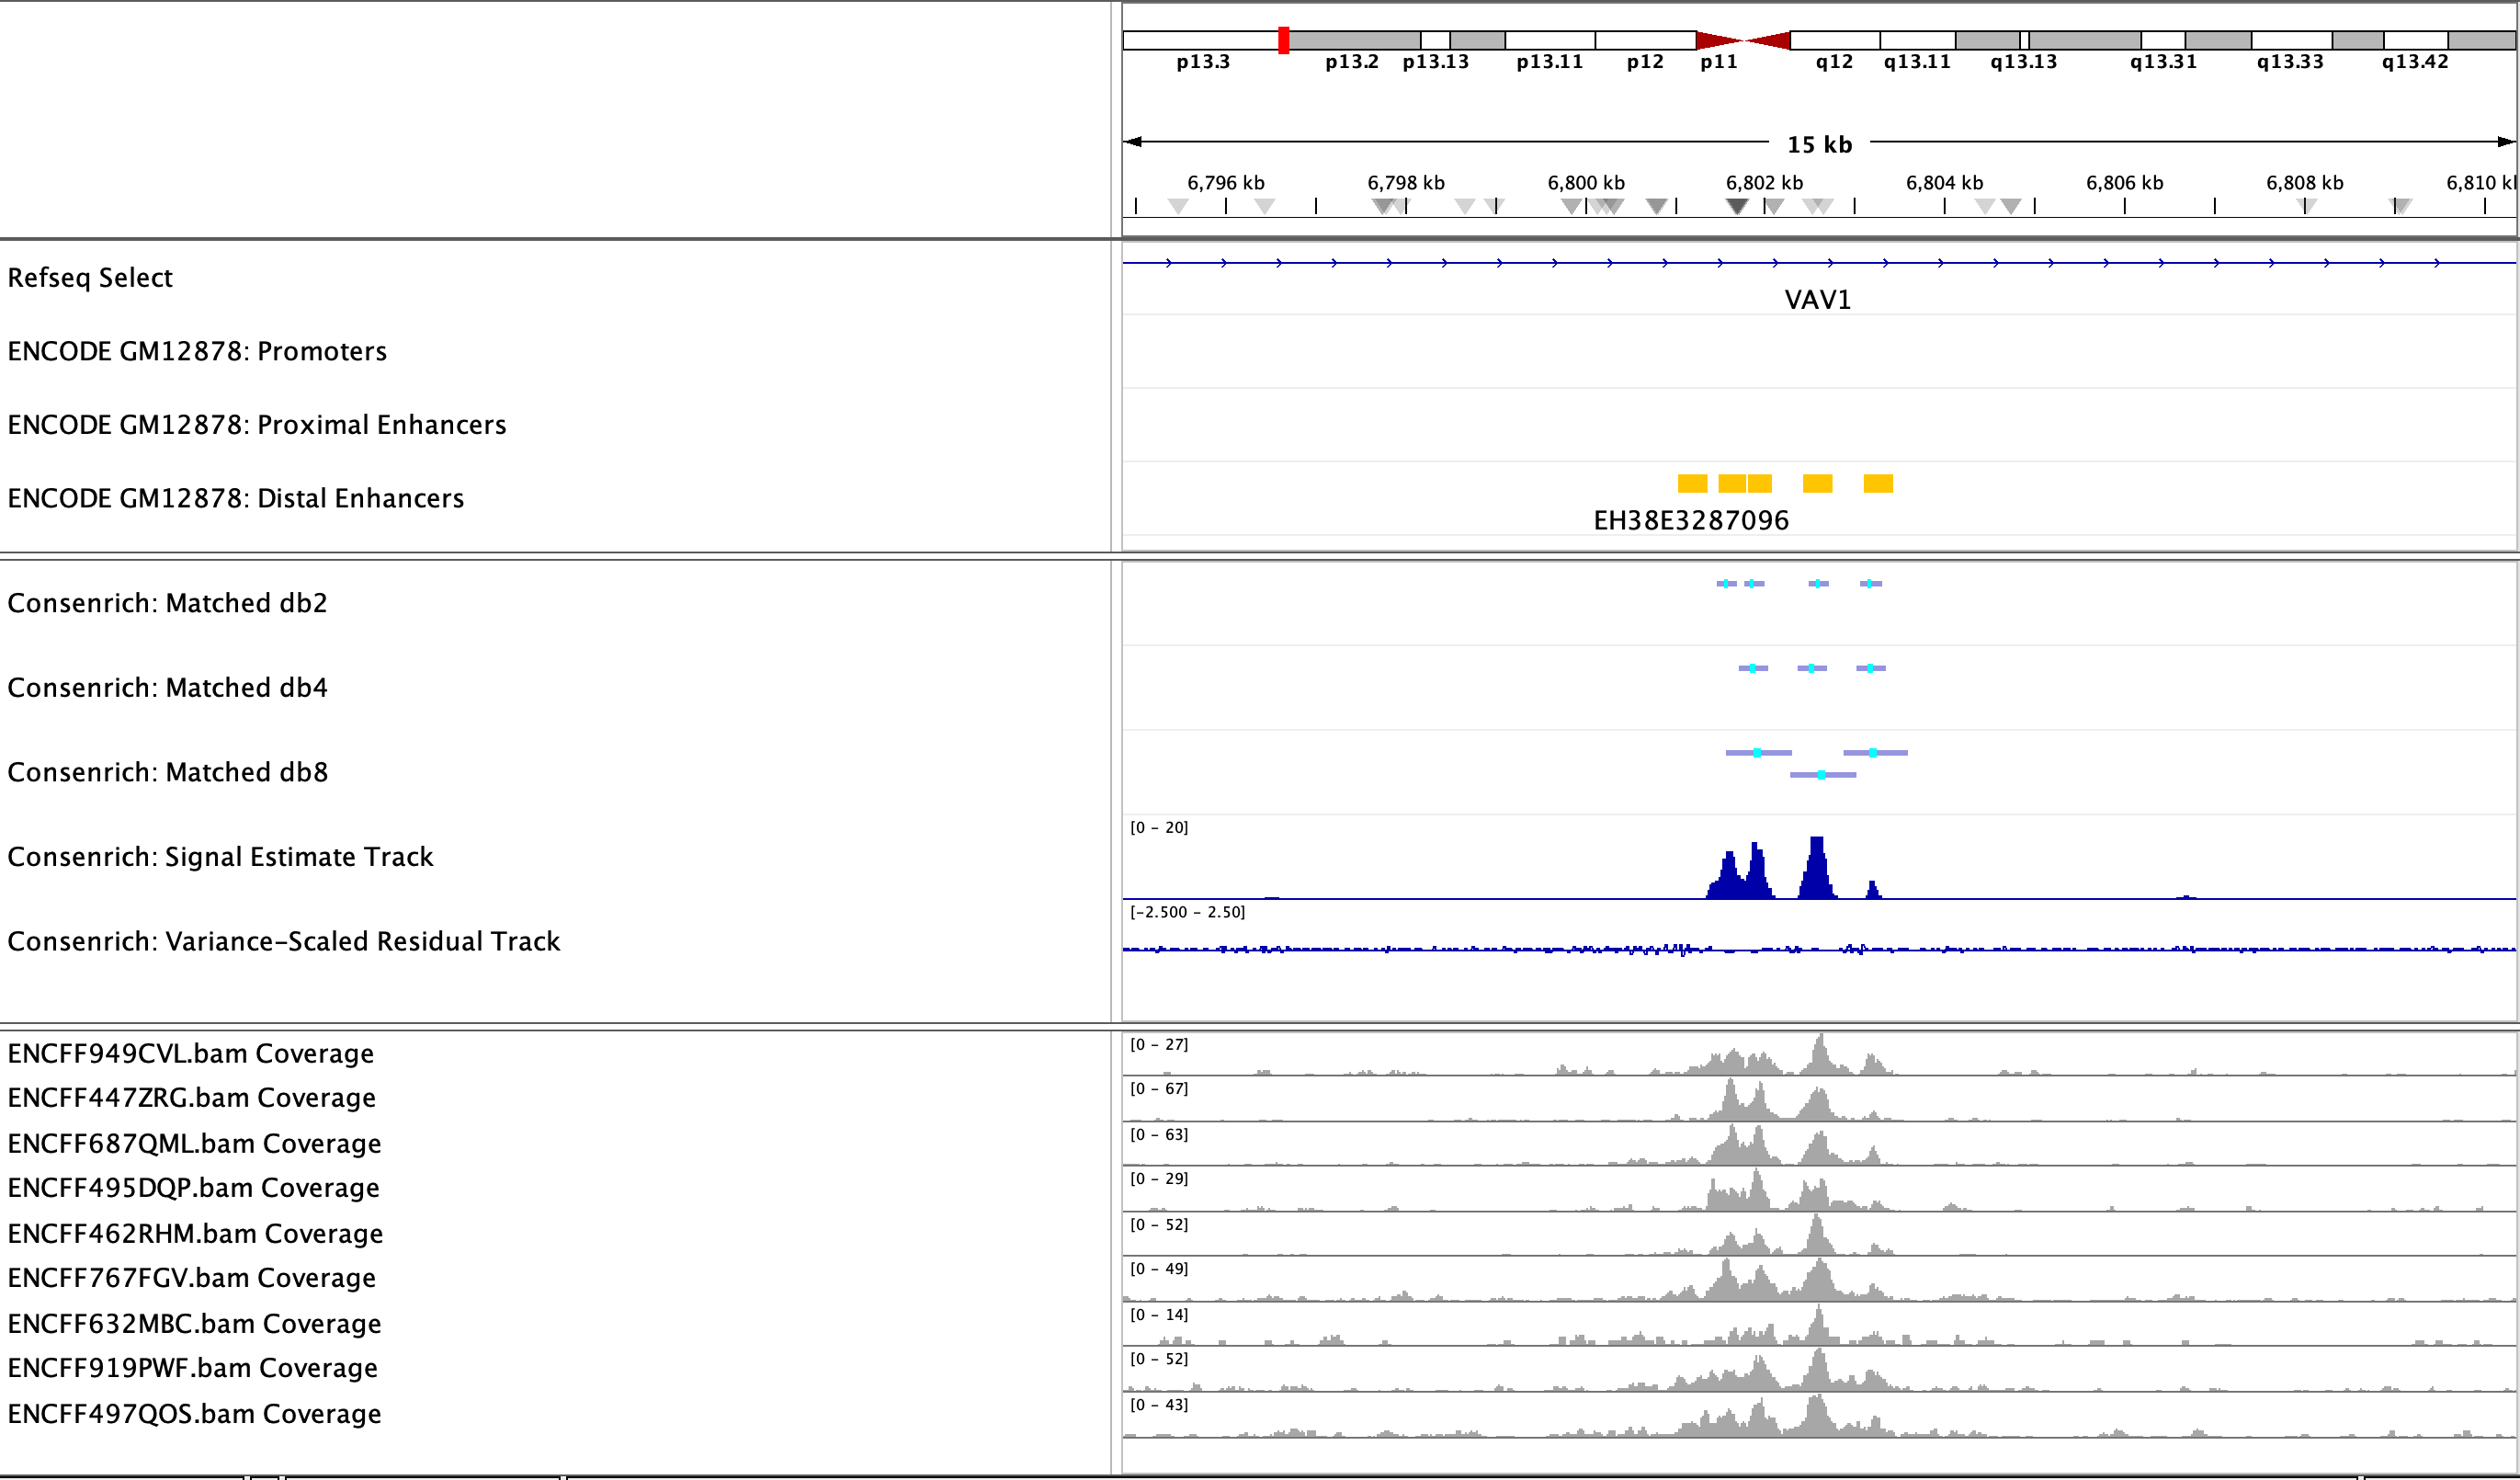 p13.3 p13.2 p13.13 p13.11 p12 p11 q12 q13.11 q13.13 q13.31 q13.33 q13.42
15 kb
6,796 kb 6,798 kb 6,800 kb 6,802 kb 6,804 kb 6,806 kb 6,808 kb 6,810 k
Refseq Select
VAV1
ENCODE GM12878: Promoters
ENCODE GM12878: Proximal Enhancers
ENCODE GM12878: Distal Enhancers
EH38E3287096
Consenrich: Matched db2
Consenrich: Matched db4
Consenrich: Matched db8
[0 - 20]
Consenrich: Signal Estimate Track
[-2.500 - 2.50]
Consenrich: Variance-Scaled Residual Track
ENCFF949CVL.bam Coverage [0 - 27]
ENCFF447ZRG.bam Coverage [0 - 67]
ENCFF687QML.bam Coverage [0 - 63]
ENCFF495DQP.bam Coverage [0 - 29]
ENCFF462RHM.bam Coverage [0 - 52]
ENCFF767FGV.bam Coverage [0 - 49]
ENCFF632MBC.bam Coverage [0 - 14]
ENCFF919PWF.bam Coverage [0 - 52]
ENCFF497QOS.bam Coverage [0 - 43]